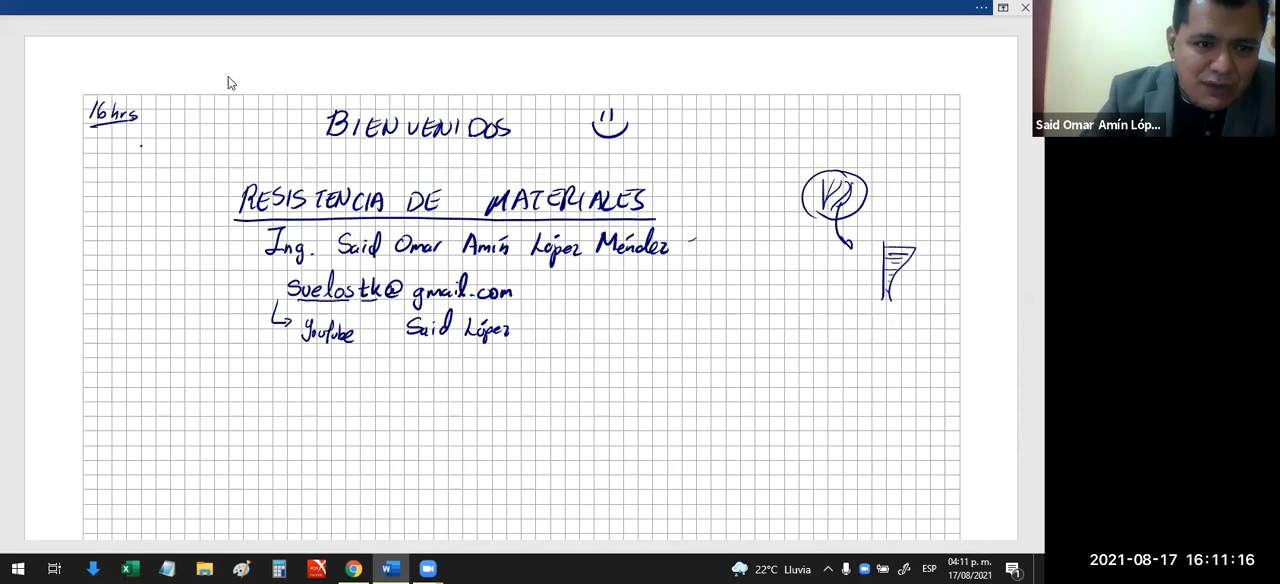 Said Omar Amín Lóp...
16 hrs
BIENVENIDOS
RESISTENCIA DE MATERIALES
Ing. Said Omar Amín López Méndez
suelostk@gmail.com
Youtube Said López
22°C Lluvia
ESP
04:11 p. m.
17/08/2021
1
2021-08-17 16:11:16